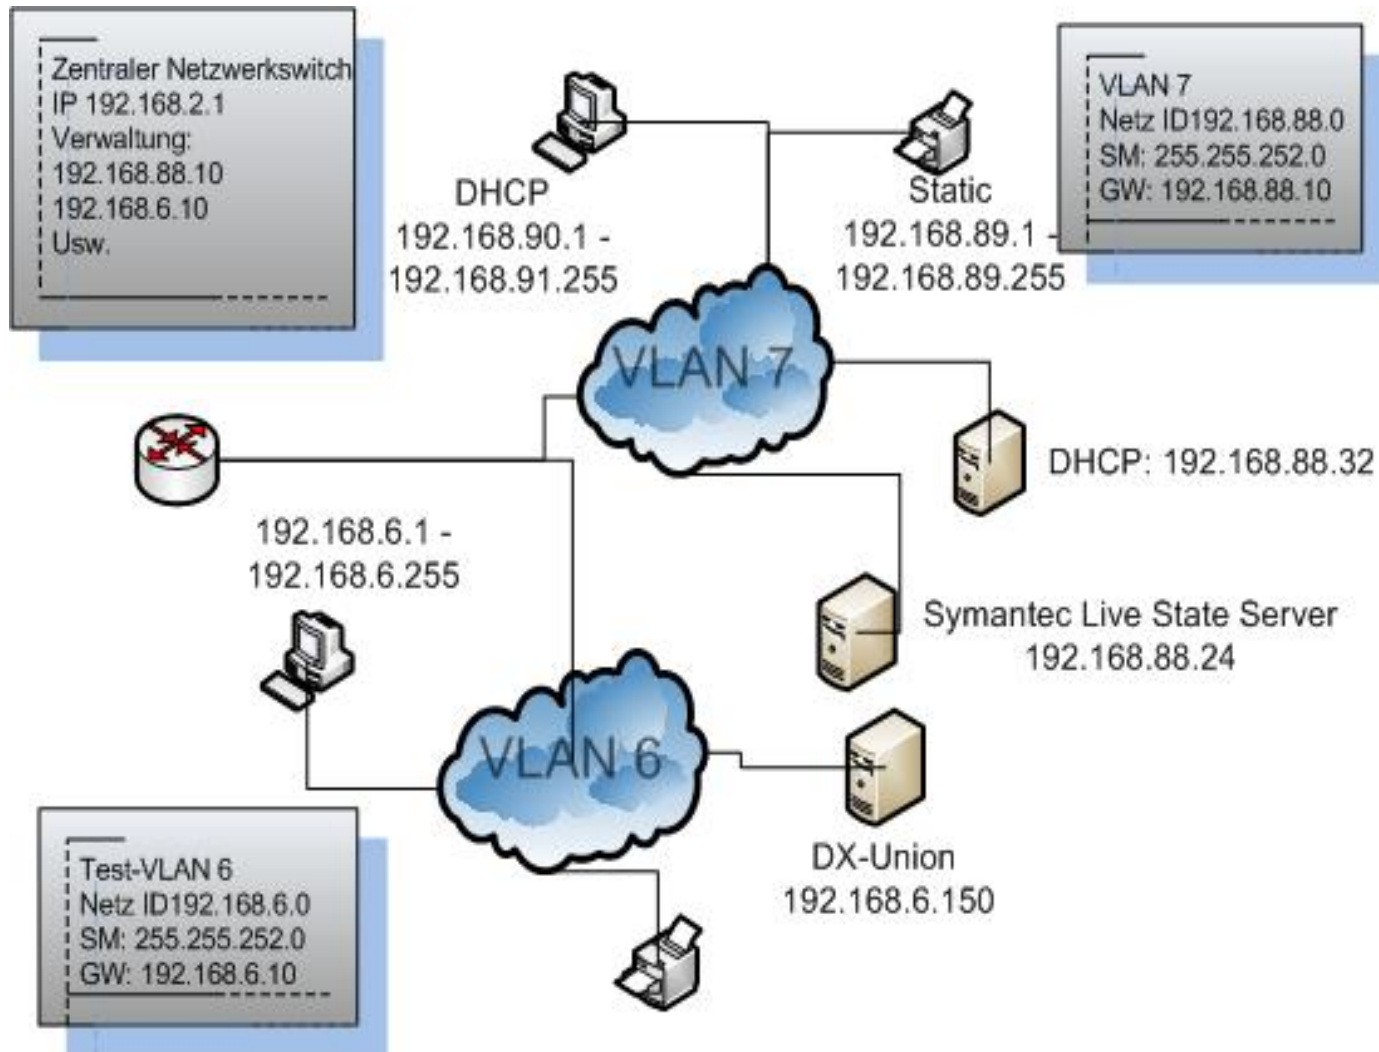 Zentraler Netzwerkswitch
IP 192.168.2.1
Verwaltung:
192.168.88.10
192.168.6.10
Usw.
VLAN 7
Netz ID192.168.88.0
SM: 255.255.252.0
GW: 192.168.88.10
DHCP
192.168.90.1 -
192.168.91.255
Static
192.168.89.1 -
192.168.89.255
VLAN 7
DHCP: 192.168.88.32
192.168.6.1 -
192.168.6.255
Symantec Live State Server
192.168.88.24
VLAN 6
DX-Union
192.168.6.150
Test-VLAN 6
Netz ID192.168.6.0
SM: 255.255.252.0
GW: 192.168.6.10